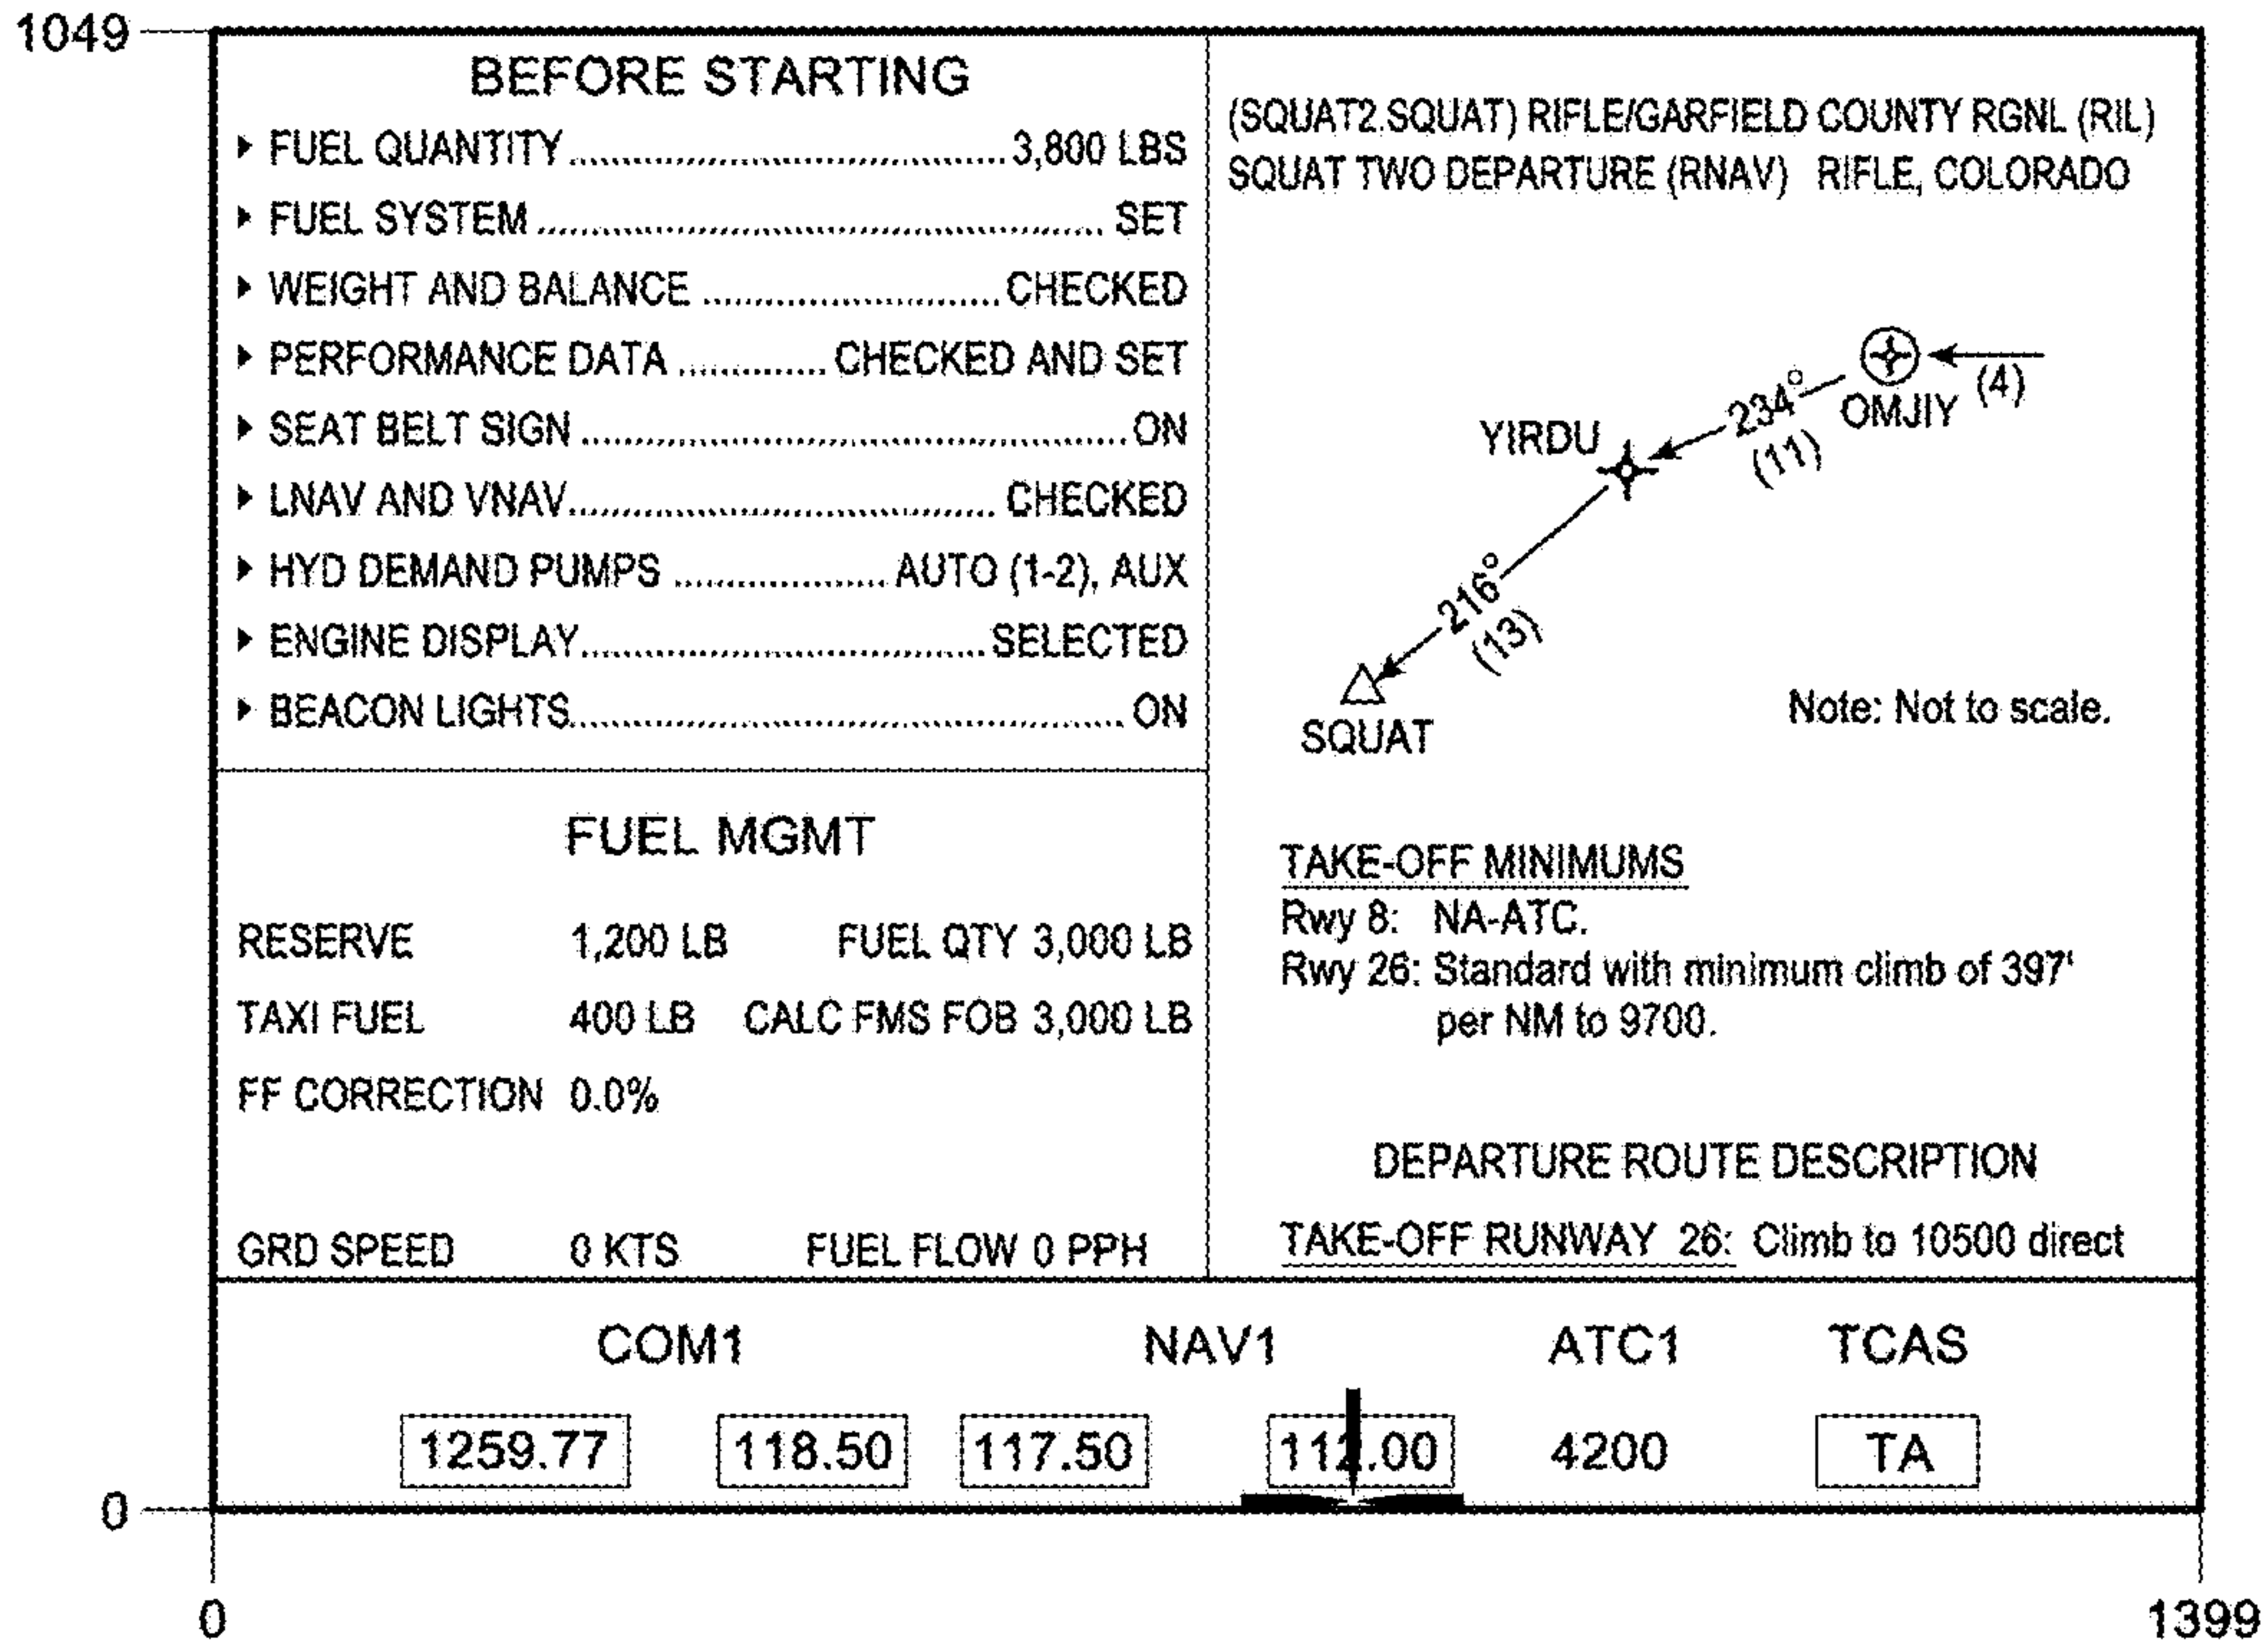 1049
BEFORE STARTING
FUEL QUANTITY.........................................3,800 LBS
FUEL SYSTEM ..................................................... SET
WEIGHT AND BALANCE ............................CHECKED
PERFORMANCE DATA .............. CHECKED AND SET
SEAT BELT SIGN ....................................................ON
LNAV AND VNAV........................................ CHECKED
HYD DEMAND PUMPS .................... AUTO (1-2), AUX
ENGINE DISPLAY......................................SELECTED
BEACON LIGHTS.................................................... ON
FUEL MGMT
RESERVE 1,200 LB FUEL QTY 3,000 LB
TAXI FUEL 400 LB CALC FMS FOB 3,000 LB
FF CORRECTION 0.0%
GRD SPEED 0 KTS FUEL FLOW 0 PPH
(SQUAT2.SQUAT) RIFLE/GARFIELD COUNTY RGNL (RIL)
SQUAT TWO DEPARTURE (RNAV) RIFLE, COLORADO
(4)
OMJIY
234°
(11)
YIRDU
216°
(13)
SQUAT
Note: Not to scale.
TAKE-OFF MINIMUMS
Rwy 8: NA-ATC.
Rwy 26: Standard with minimum climb of 397'
per NM to 9700.
DEPARTURE ROUTE DESCRIPTION
TAKE-OFF RUNWAY 26: Climb to 10500 direct
COM1 NAV1 ATC1 TCAS
1259.77 118.50 117.50 112.00 4200 TA
0
0 1399